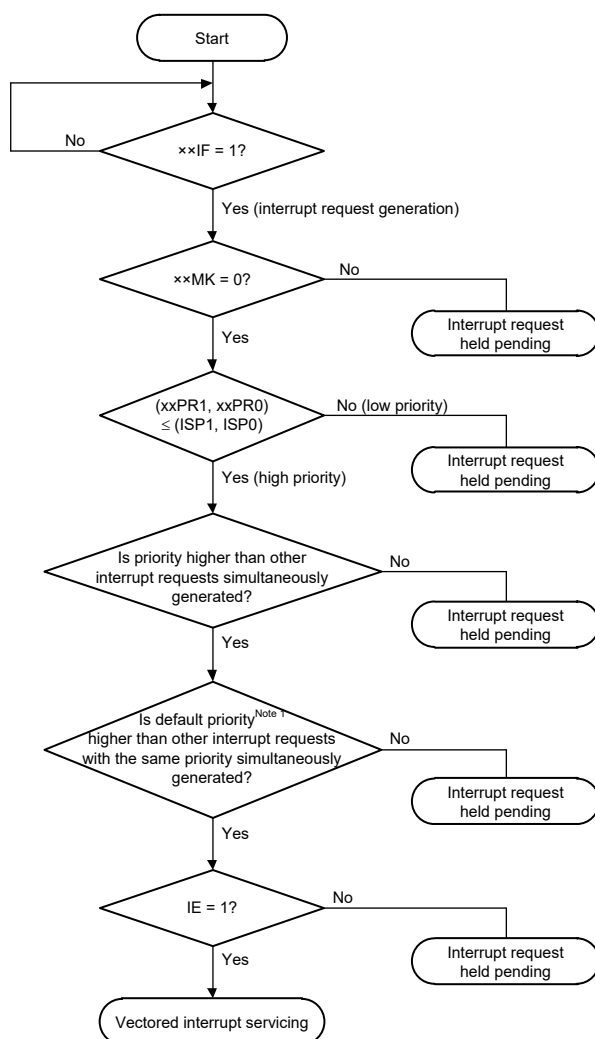 Start
No
××IF = 1?
Yes (interrupt request generation)
××MK = 0?
No
Interrupt request
held pending
Yes
(xxPR1, xxPR0)
≤ (ISP1, ISP0)
No (low priority)
Interrupt request
held pending
Yes (high priority)
Is priority higher than other
interrupt requests simultaneously
generated?
No
Interrupt request
held pending
Yes
Is default priorityNote 1
higher than other interrupt requests
with the same priority simultaneously
generated?
No
Interrupt request
held pending
Yes
IE = 1?
No
Interrupt request
held pending
Yes
Vectored interrupt servicing